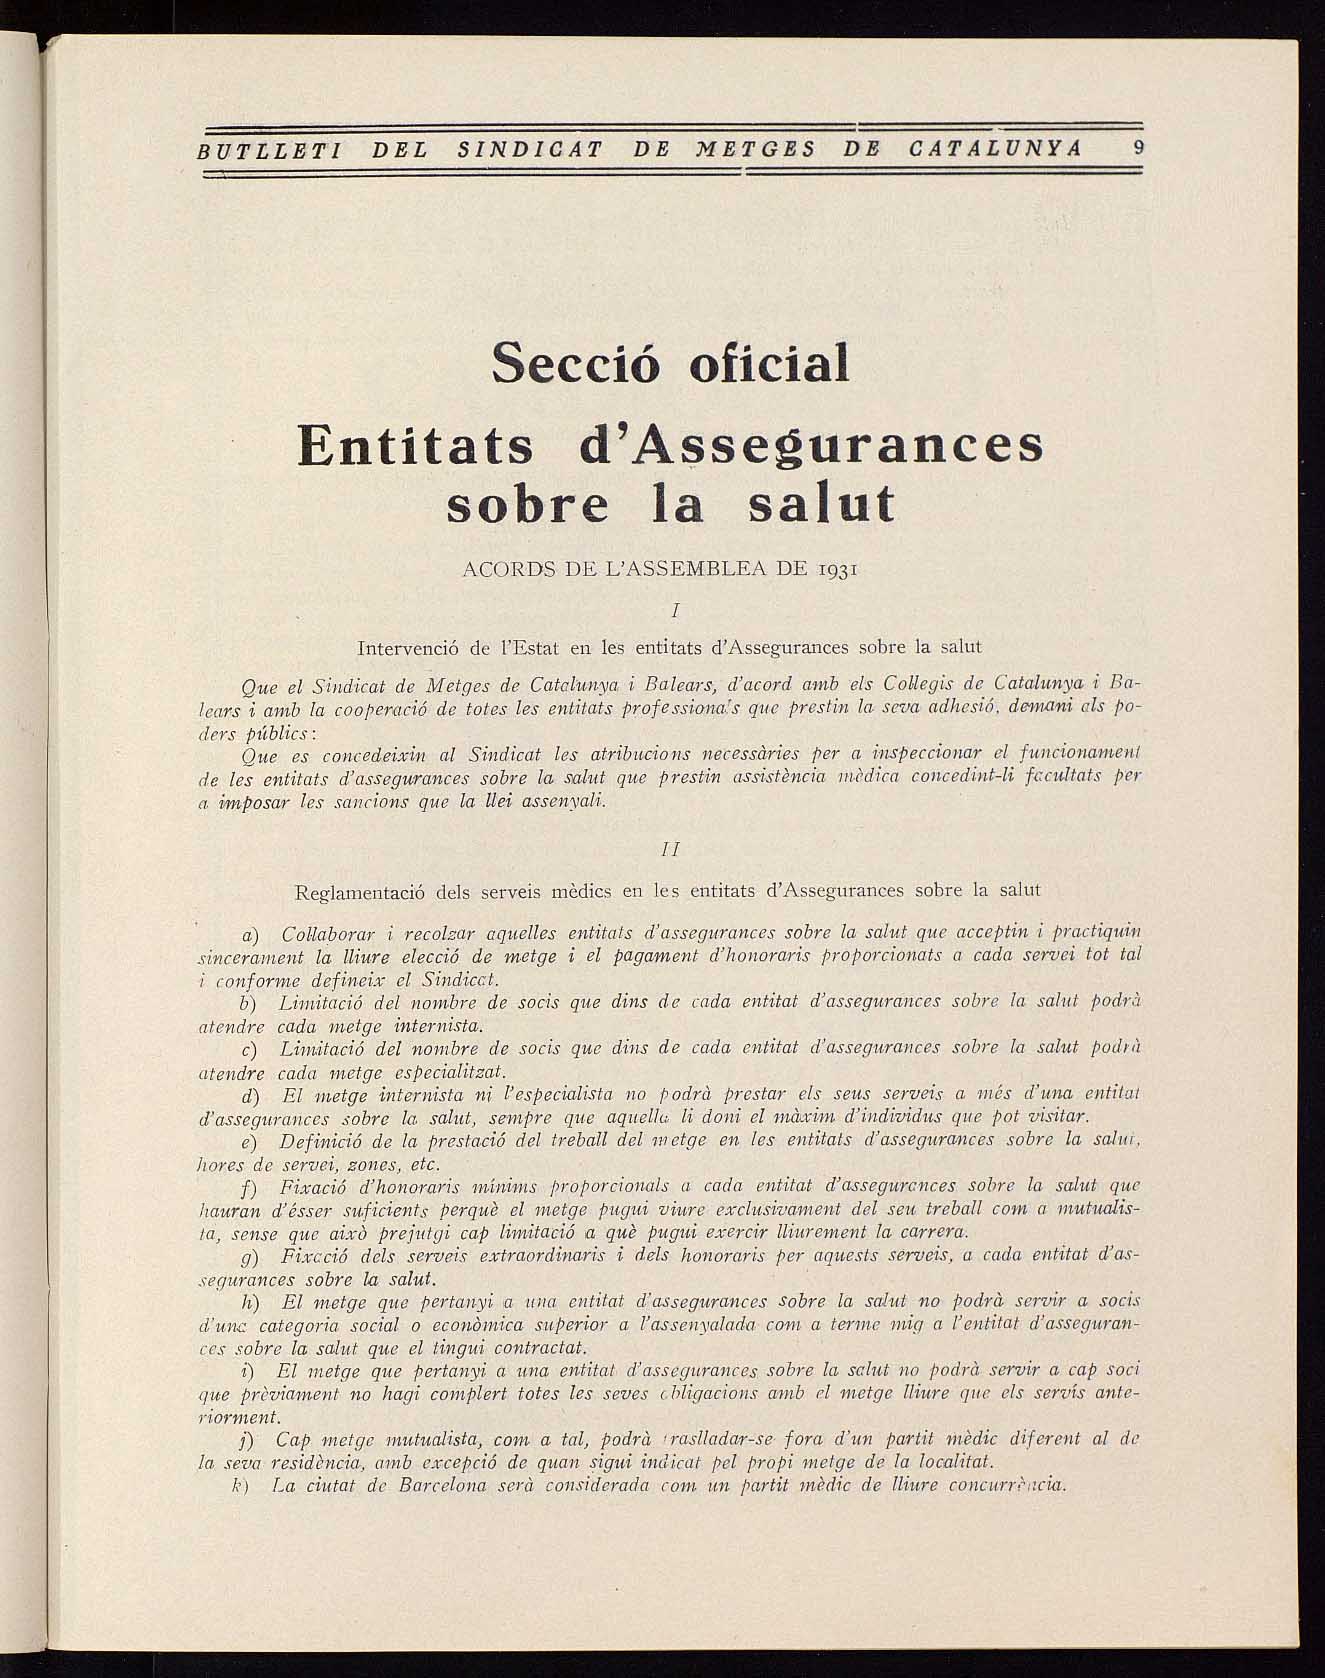 BUTLLETI DEL SINDICAT DE METGES DE CATALUNYA 9
Secció oficial
Entitats d'Assegurances
sobre la salut
ACORDS DE L'ASSEMBLEA DE 1931
I
Intervenció de l'Estat en les entitats d'Assegurances sobre la salut
Que el Sindicat de Metges de Catalunya i Balears, d'acord amb els Collegis de Catalunya i Ba-
lears i amb la cooperació de totes les entitats professionals que prestin la seva adhesió, demani als po-
ders públics:
Que es concedeixin al Sindicat les atribucions necessàries per a inspeccionar el funcionament
de les entitats d'assegurances sobre la salut que prestin assistència mèdica concedint-li facultats per
a imposar les sancions que la llei assenyali.
II
Reglamentació dels serveis mèdics en les entitats d'Assegurances sobre la salut
a) Collaborar i recolzar aquelles entitats d'assegurances sobre la salut que acceptin i practiquin
sincerament la lliure elecció de metge i el pagament d'honoraris proporcionats a cada servei tot tal
i conforme defineix el Sindicat.
b) Limitació del nombre de socis que dins de cada entitat d'assegurances sobre la salut podrà
atendre cada metge internista.
c) Limitació del nombre de socis que dins de cada entitat d'assegurances sobre la salut podrà
atendre cada metge especialitzat.
d) El metge internista ni l'especialista no podrà prestar els seus serveis a més d'una entitat
d'assegurances sobre la salut, sempre que aquella li doni el màxim d'individus que pot visitar.
e) Definició de la prestació del treball del metge en les entitats d'assegurances sobre la salut,
hores de servei, zones, etc.
f) Fixació d'honoraris mínims proporcionals a cada entitat d'assegurances sobre la salut que
hauran d'ésser suficients perquè el metge pugui viure exclusivament del seu treball com a mutualis-
ta, sense que això prejutgi cap limitació a què pugui exercir lliurement la carrera.
g) Fixació dels serveis extraordinaris i dels honoraris per aquests serveis, a cada entitat d'as-
segurances sobre la salut.
h) El metge que pertanyi a una entitat d'assegurances sobre la salut no podrà servir a socis
d'una categoria social o econòmica superior a l'assenyalada com a terme mig a l'entitat d'asseguran-
ces sobre la salut que el tingui contractat.
i) El metge que pertanyi a una entitat d'assegurances sobre la salut no podrà servir a cap soci
que prèviament no hagi complert totes les seves obligacions amb el metge lliure que els servís ante-
riorment.
j) Cap metge mutualista, com a tal, podrà traslladar-se fora d'un partit mèdic diferent al de
la seva residència, amb excepció de quan sigui indicat pel propi metge de la localitat.
k) La ciutat de Barcelona serà considerada com un partit mèdic de lliure concurrència.